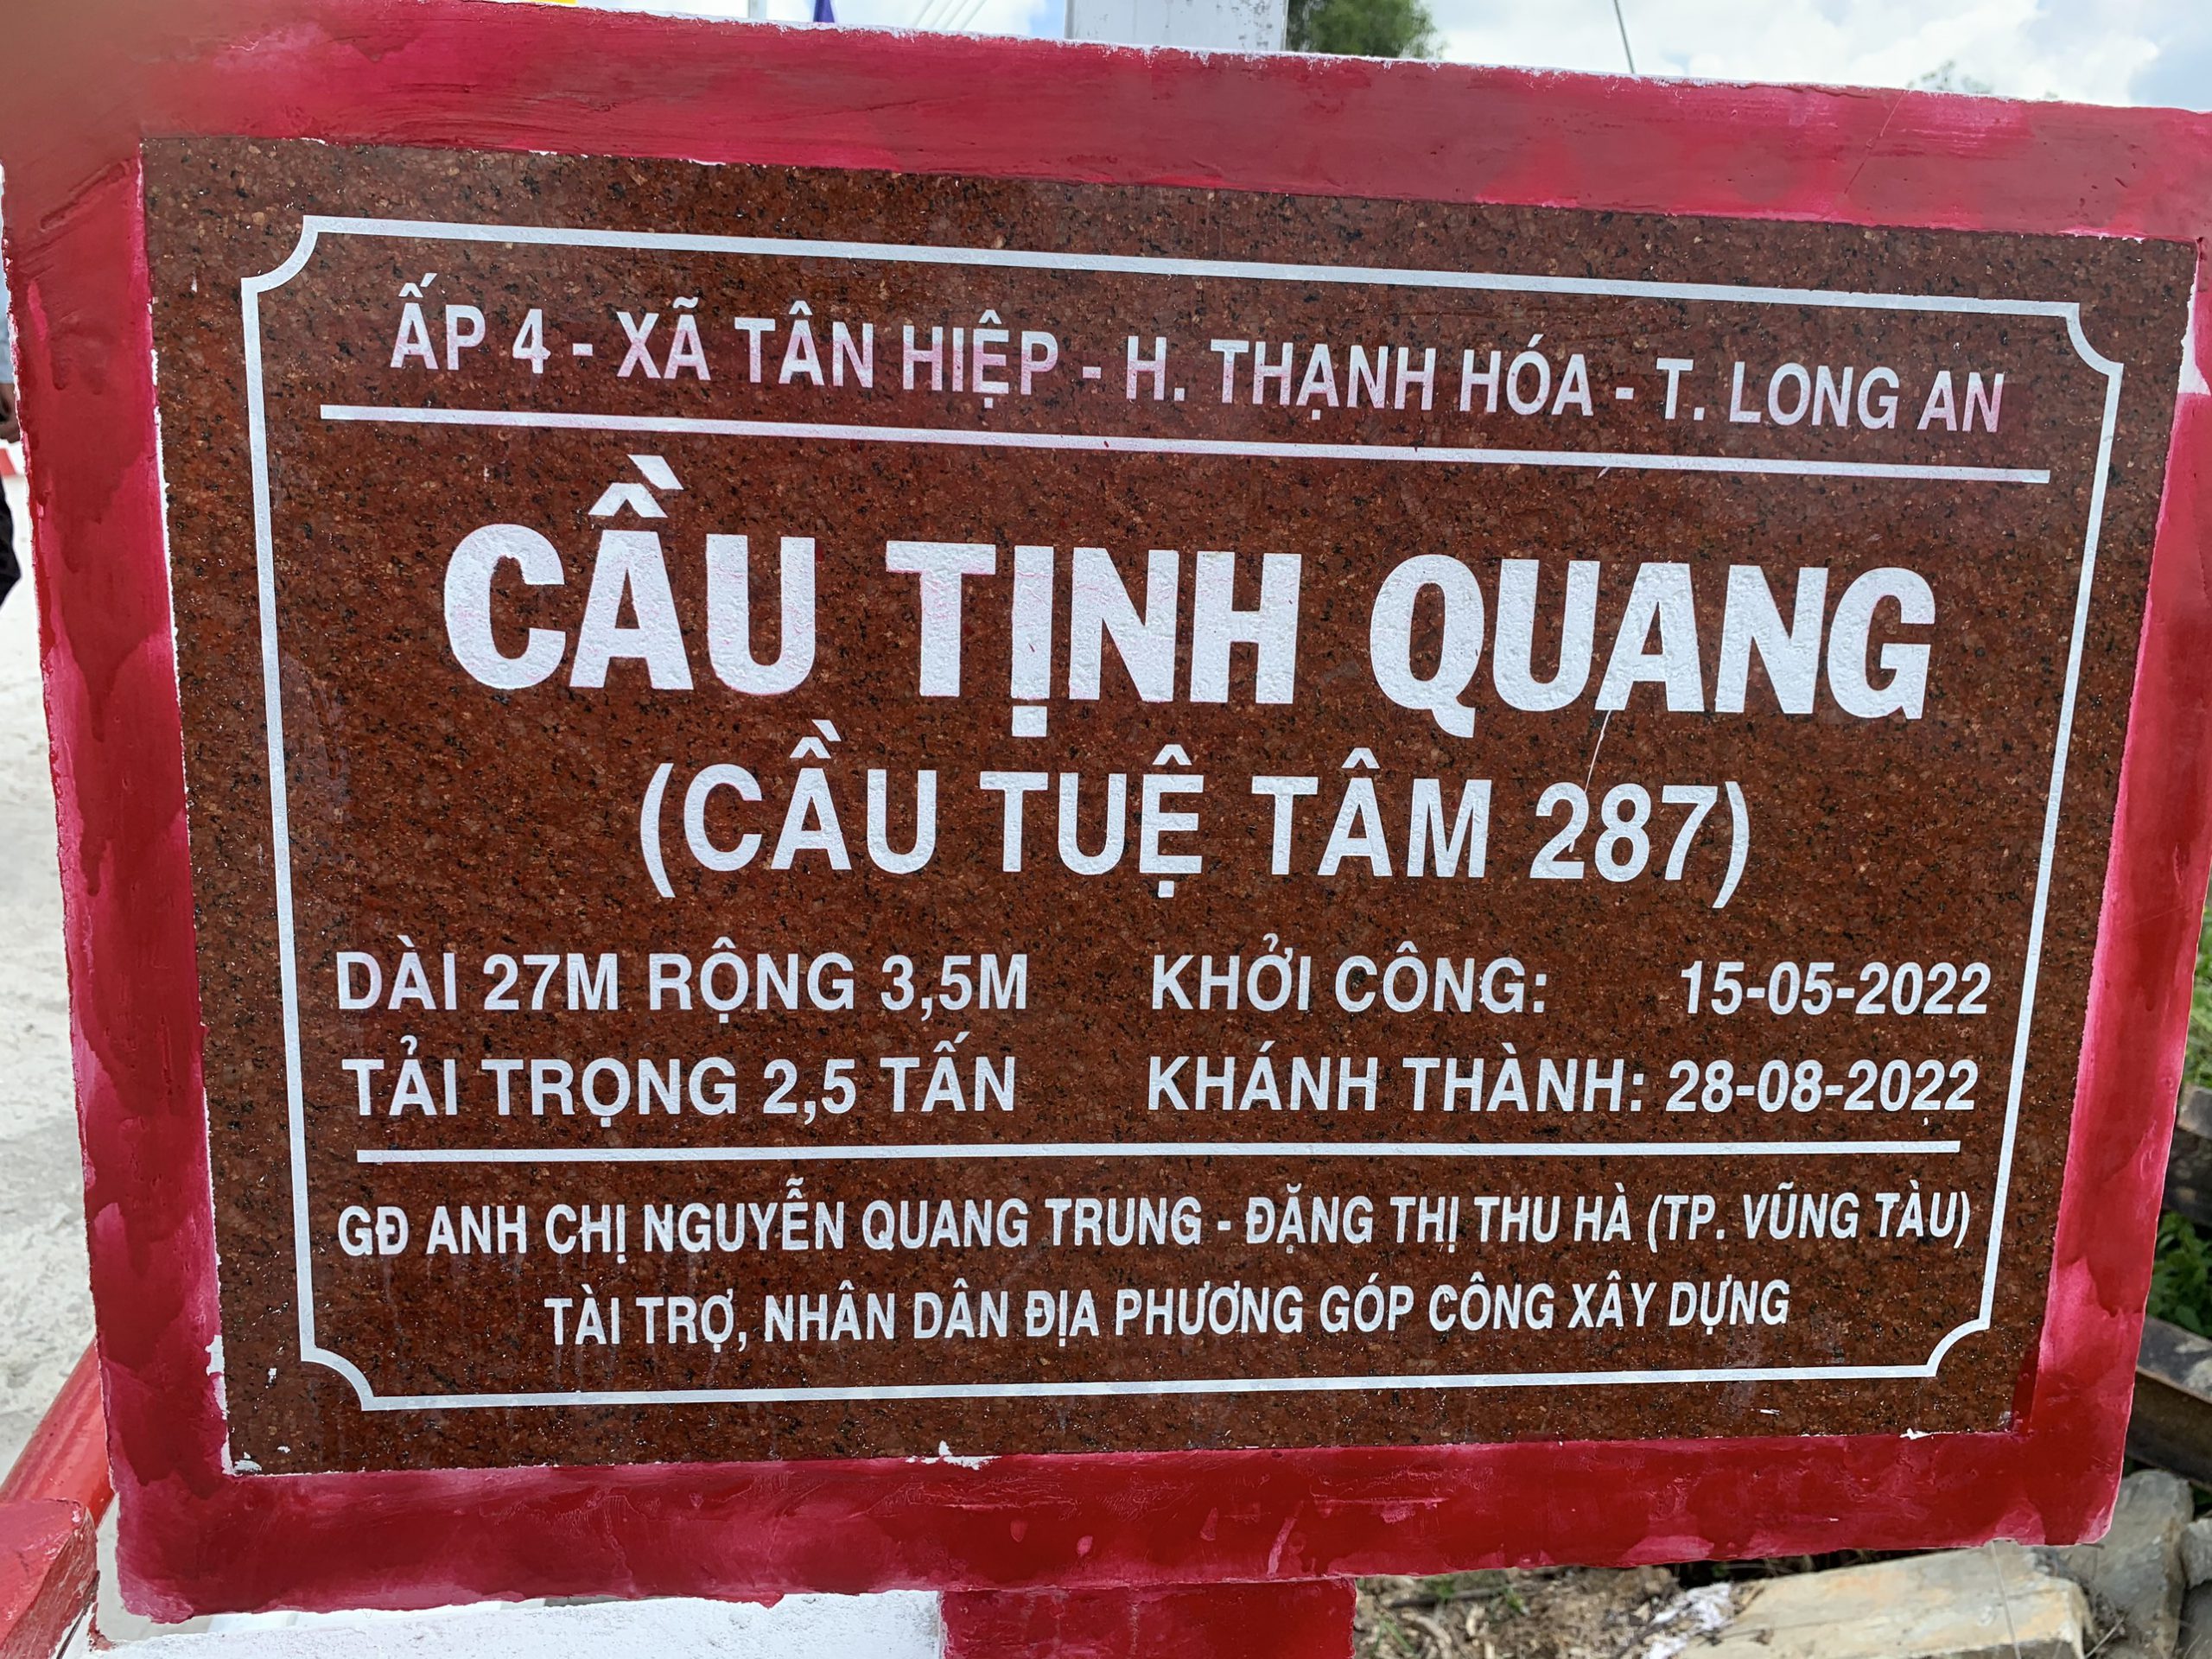 ẤP 4 - XÃ TÂN HIỆP - H. THẠNH HÓA - T. LONG AN
CẦU TỊNH QUANG
(CẦU TUỆ TÂM 287)
DÀI 27M RỘNG 3,5M KHỞI CÔNG: 15-05-2022
TẢI TRỌNG 2,5 TẤN KHÁNH THÀNH: 28-08-2022
GĐ ANH CHỊ NGUYỄN QUANG TRUNG - ĐẶNG THỊ THU HÀ (TP. VŨNG TÀU)
TÀI TRỢ, NHÂN DÂN ĐỊA PHƯƠNG GÓP CÔNG XÂY DỰNG